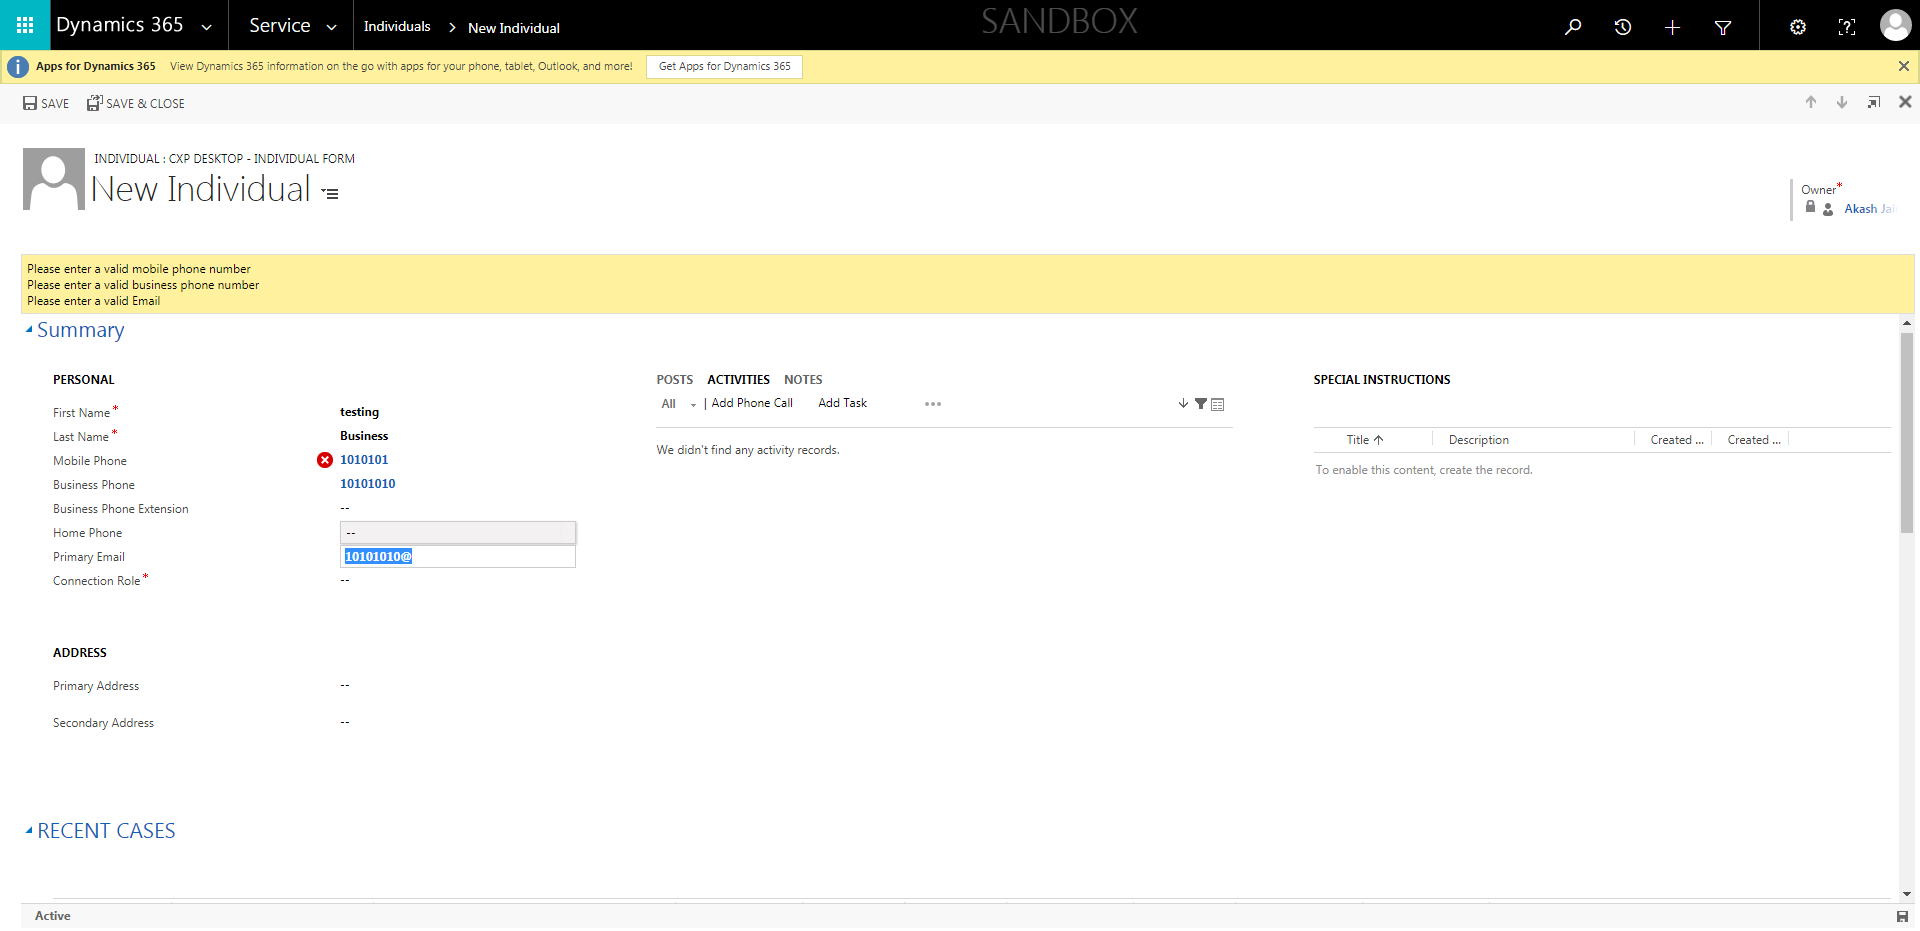 Dynamics 365
Service
Individuals > New Individual
SANDBOX
Apps for Dynamics 365 View Dynamics 365 information on the go with apps for your phone, tablet, Outlook, and more! Get Apps for Dynamics 365
SAVE SAVE & CLOSE
INDIVIDUAL : CXP DESKTOP - INDIVIDUAL FORM
New Individual
Owner*
Akash Jai
Please enter a valid mobile phone number
Please enter a valid business phone number
Please enter a valid Email
Summary
PERSONAL
First Name* testing
Last Name* Business
Mobile Phone 1010101
Business Phone 10101010
Business Phone Extension --
Home Phone --
Primary Email 10101010@
Connection Role* --
ADDRESS
Primary Address --
Secondary Address --
POSTS ACTIVITIES NOTES
All | Add Phone Call Add Task ...
We didn't find any activity records.
SPECIAL INSTRUCTIONS
Title Description Created ... Created ...
To enable this content, create the record.
RECENT CASES
Active